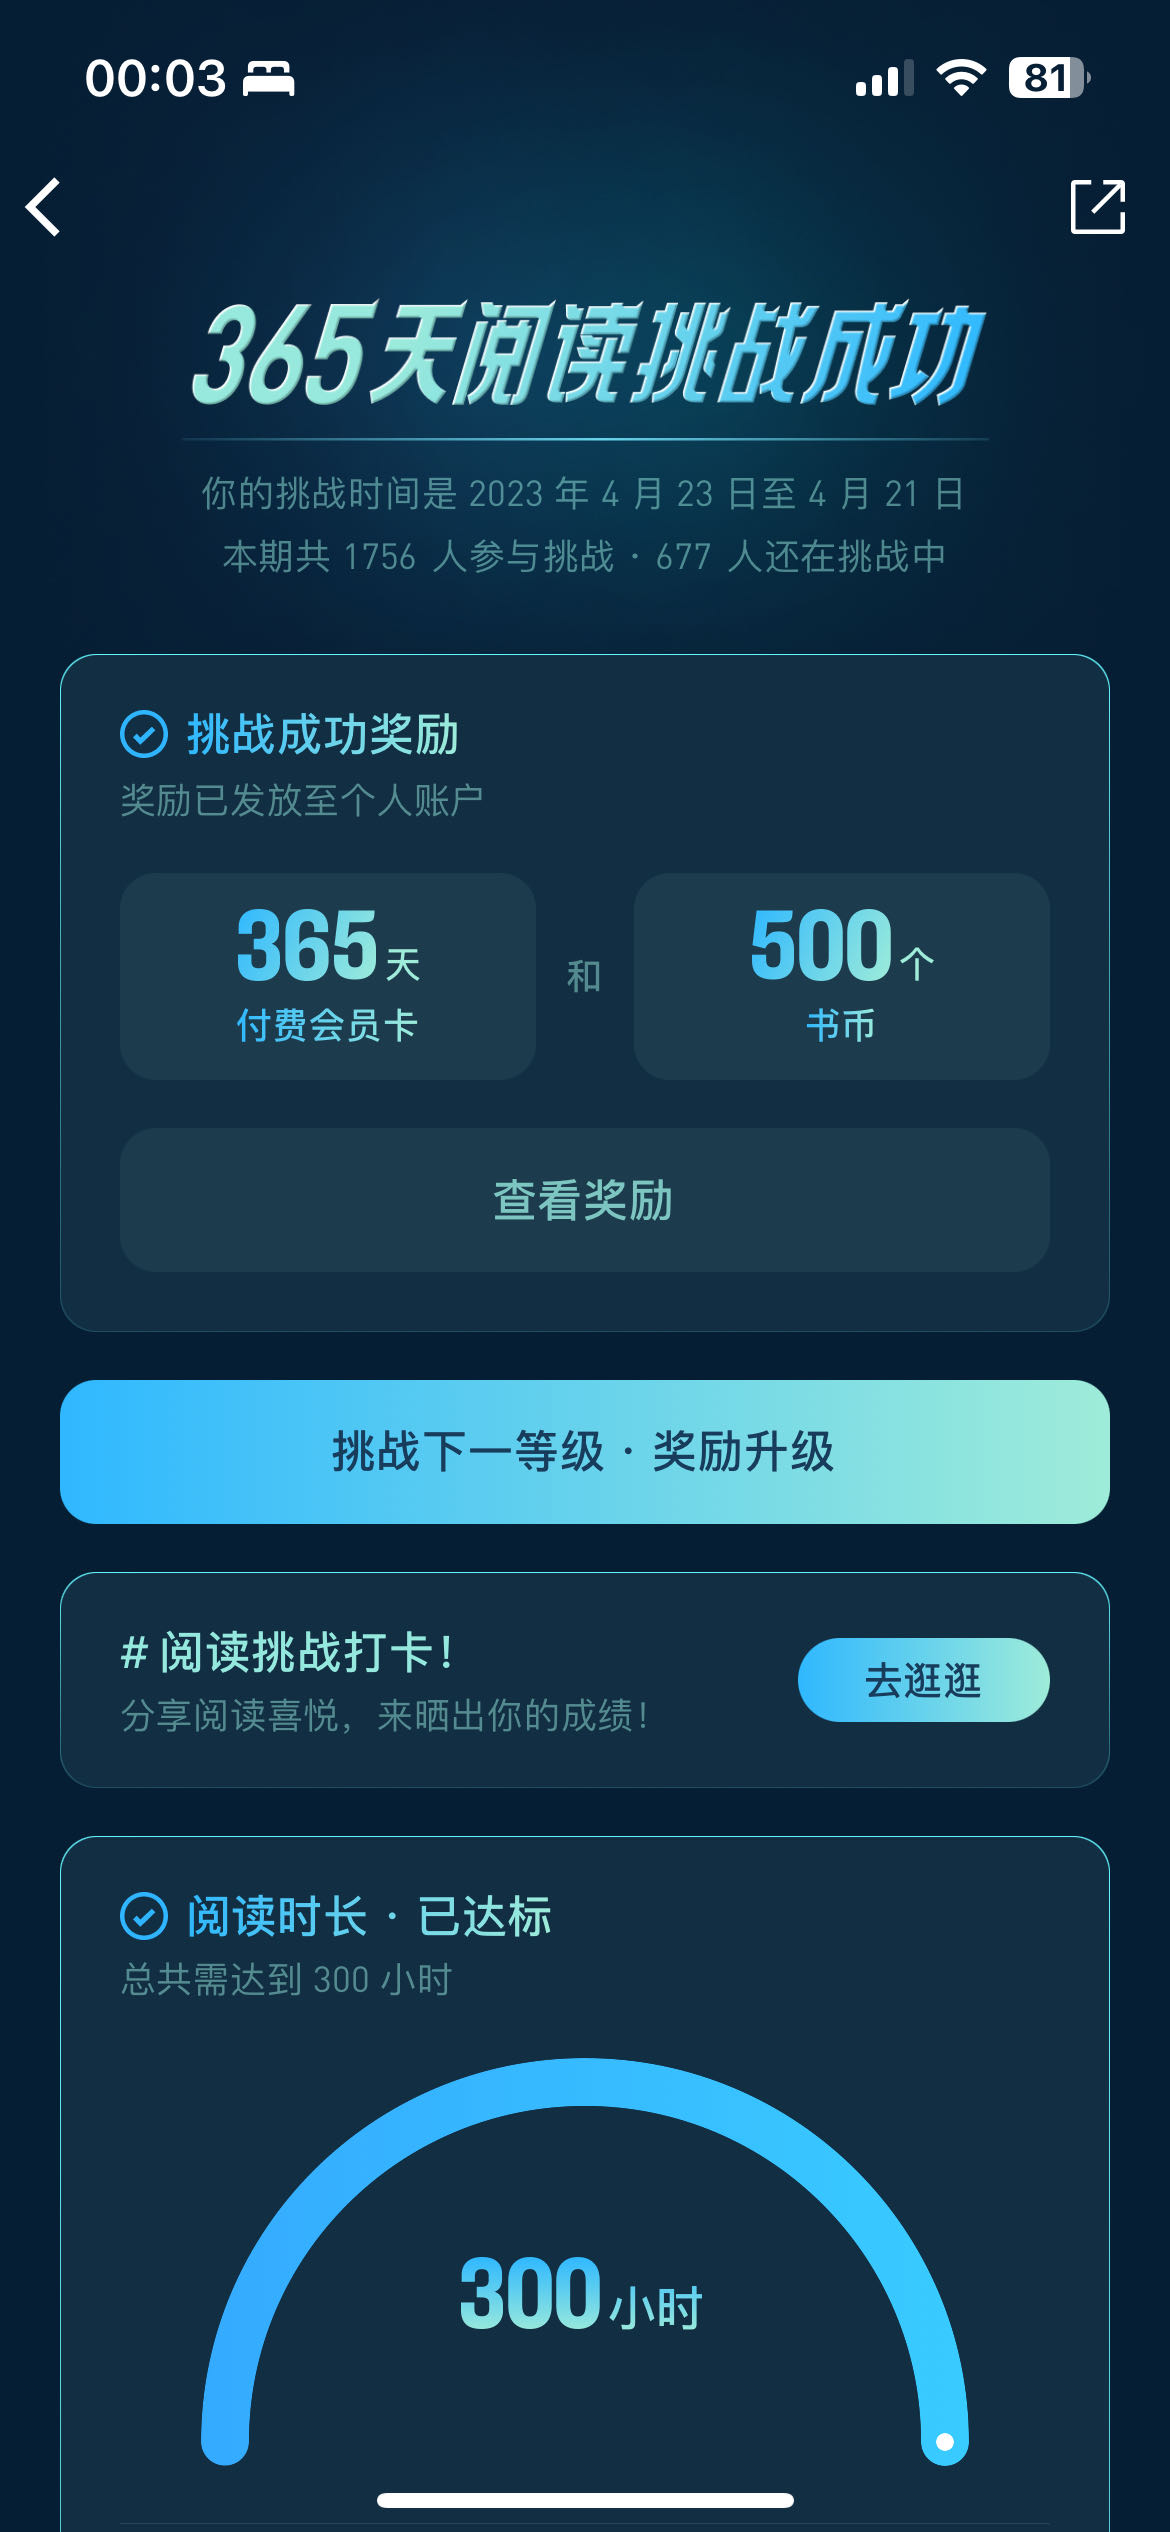 00:03
81
365天阅读挑战成功
你的挑战时间是 2023 年 4 月 23 日至 4 月 21 日
本期共 1756 人参与挑战 · 677 人还在挑战中
挑战成功奖励
奖励已发放至个人账户
365天
付费会员卡
和
500个
书币
查看奖励
挑战下一等级 · 奖励升级
# 阅读挑战打卡！
去逛逛
分享阅读喜悦，来晒出你的成绩！
阅读时长 · 已达标
总共需达到 300 小时
300小时